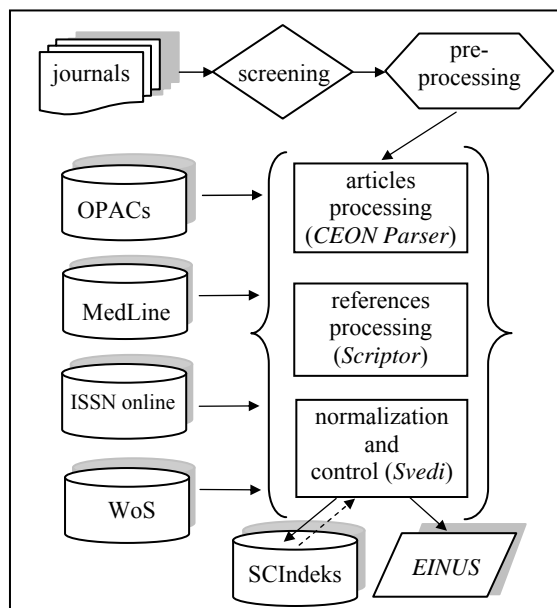 journals
screening
pre-
processing
OPACs
articles
processing
(CEON Parser)
MedLine
references
processing
(Scriptor)
ISSN online
normalization
and
control (Svedi)
WoS
SCIndeks
EINUS